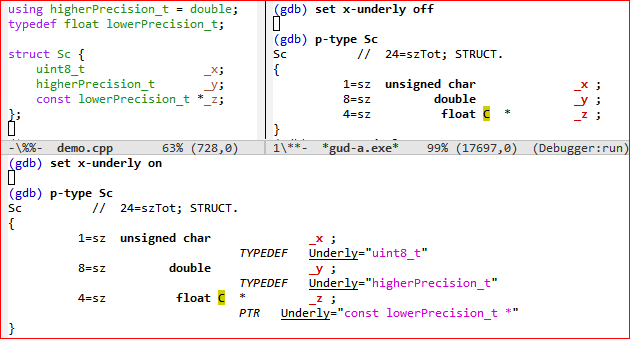 using higherPrecision_t = double;
typedef float lowerPrecision_t;
struct Sc {
uint8_t _x;
higherPrecision_t _y;
const lowerPrecision_t *_z;
};
-\%%- demo.cpp 63% (728,0)
(gdb) set x-underly off
(gdb) p-type Sc
Sc // 24=szTot; STRUCT.
{
1=sz unsigned char _x ;
8=sz double _y ;
4=sz float C * _z ;
}
1\**- *gud-a.exe* 99% (17697,0) (Debugger:run)
(gdb) set x-underly on
(gdb) p-type Sc
Sc // 24=szTot; STRUCT.
{
1=sz unsigned char _x ;
TYPEDEF Underly="uint8_t"
8=sz double _y ;
TYPEDEF Underly="higherPrecision_t"
4=sz float C * _z ;
PTR Underly="const lowerPrecision_t *"
}